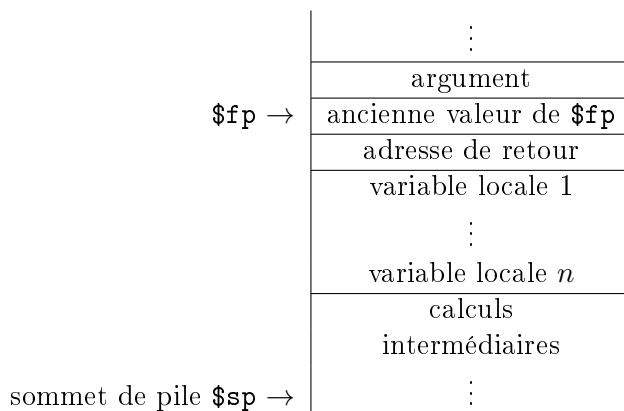 ⋮
argument
$fp → ancienne valeur de $fp
adresse de retour
variable locale 1
⋮
variable locale n
calculs
intermédiaires
sommet de pile $sp → ⋮